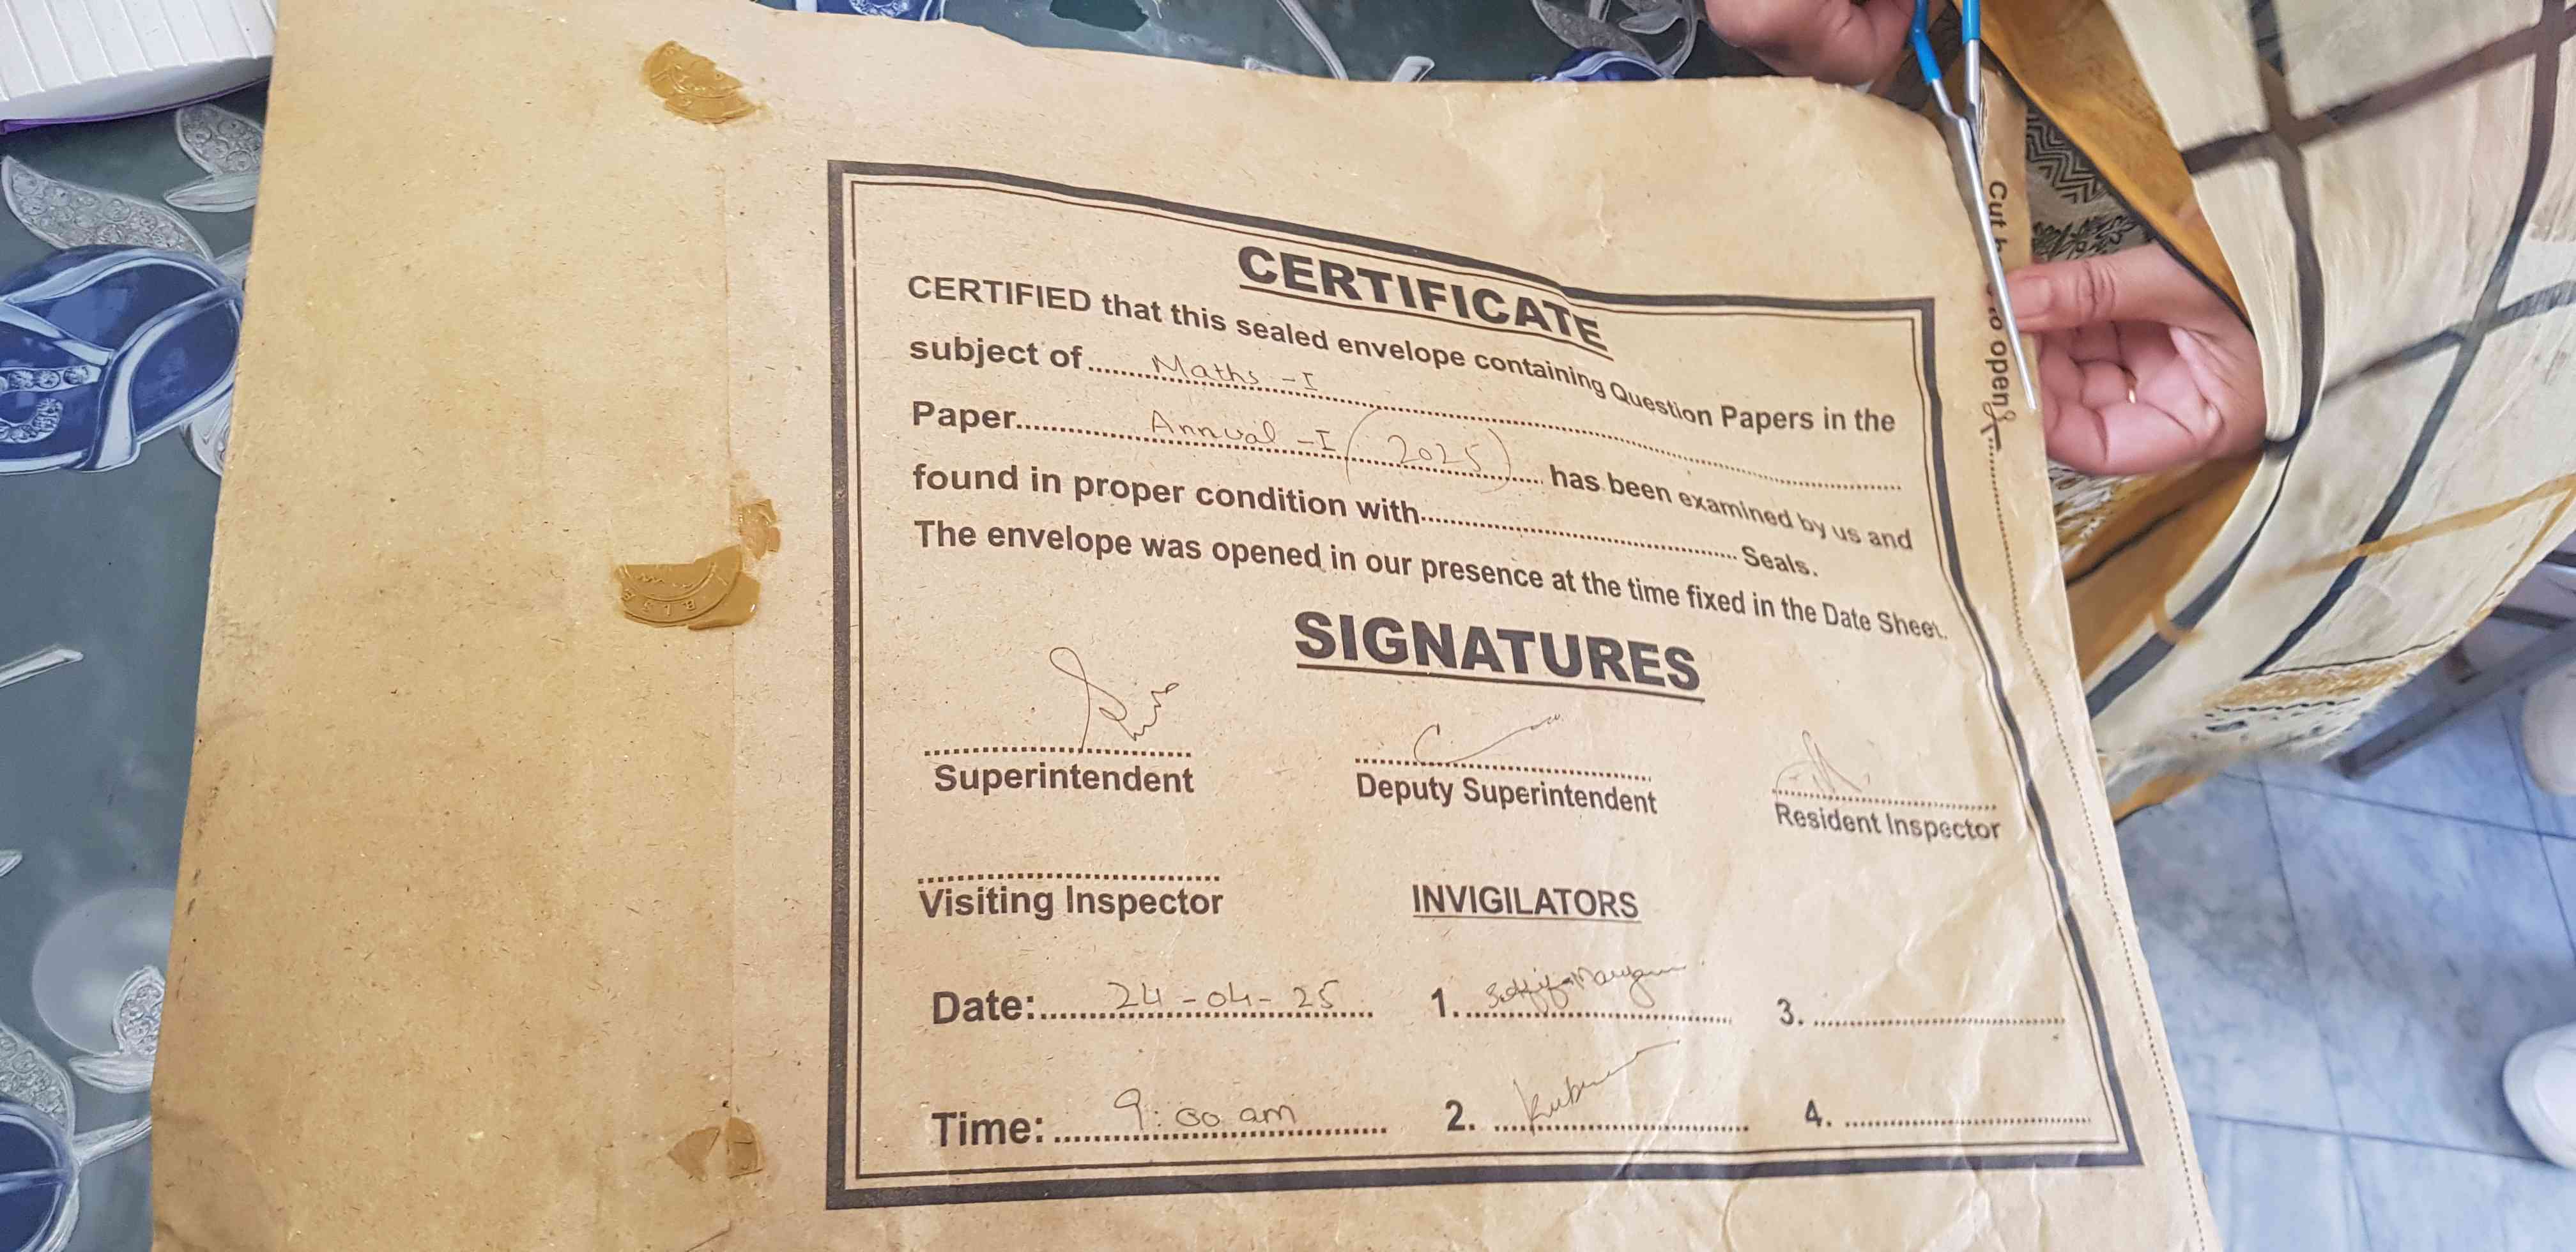 CERTIFICATE
CERTIFIED that this sealed envelope containing Question Papers in the
subject of Maths - I
Paper Annual - I (2025) has been examined by us and
found in proper condition with Seals.
The envelope was opened in our presence at the time fixed in the Date Sheet.
SIGNATURES
Superintendent Deputy Superintendent Resident Inspector
Visiting Inspector INVIGILATORS
Date: 24-04-25 1. 3.
Time: 9:00 am 2. 4.
Cut to open